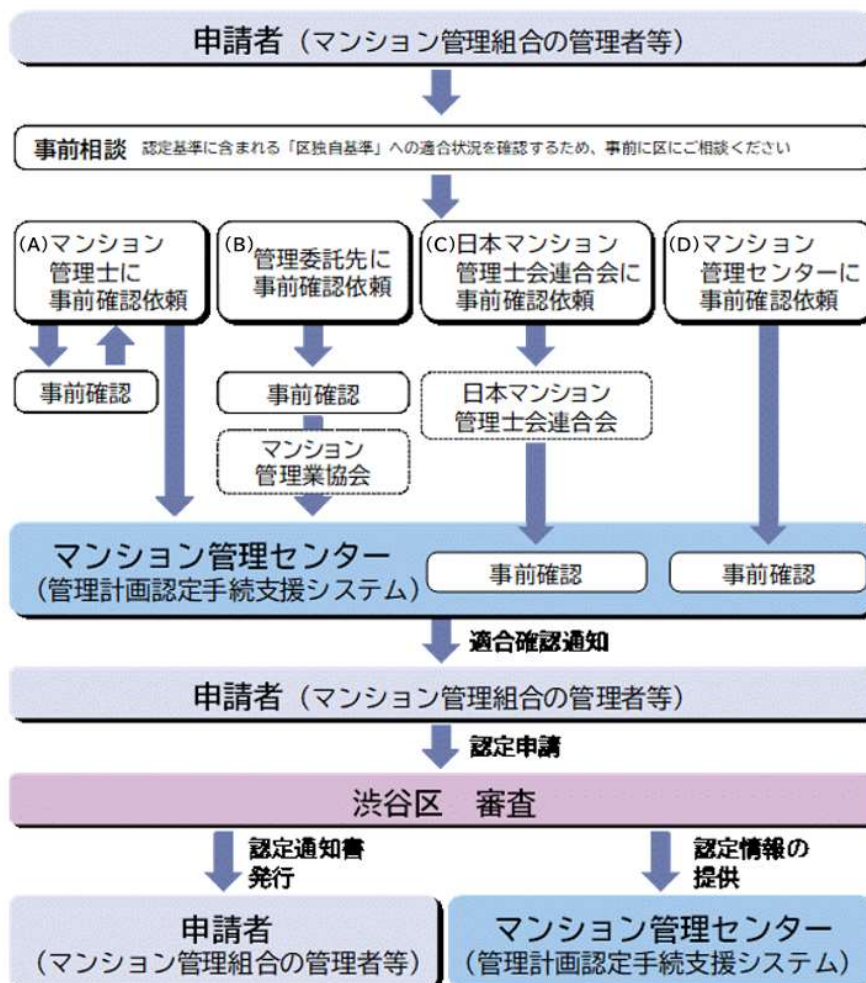 申請者（マンション管理組合の管理者等）
事前相談 認定基準に含まれる「区独自基準」への適合状況を確認するため、事前に区にご相談ください
(A)マンション
管理士に
事前確認依頼
(B)管理委託先に
事前確認依頼
(C)日本マンション
管理士会連合会に
事前確認依頼
(D)マンション
管理センターに
事前確認依頼
事前確認
事前確認
マンション
管理業協会
日本マンション
管理士会連合会
マンション管理センター
（管理計画認定手続支援システム）
事前確認
事前確認
適合確認通知
申請者（マンション管理組合の管理者等）
認定申請
渋谷区 審査
認定通知書
発行
認定情報の
提供
申請者
（マンション管理組合の管理者等）
マンション管理センター
（管理計画認定手続支援システム）